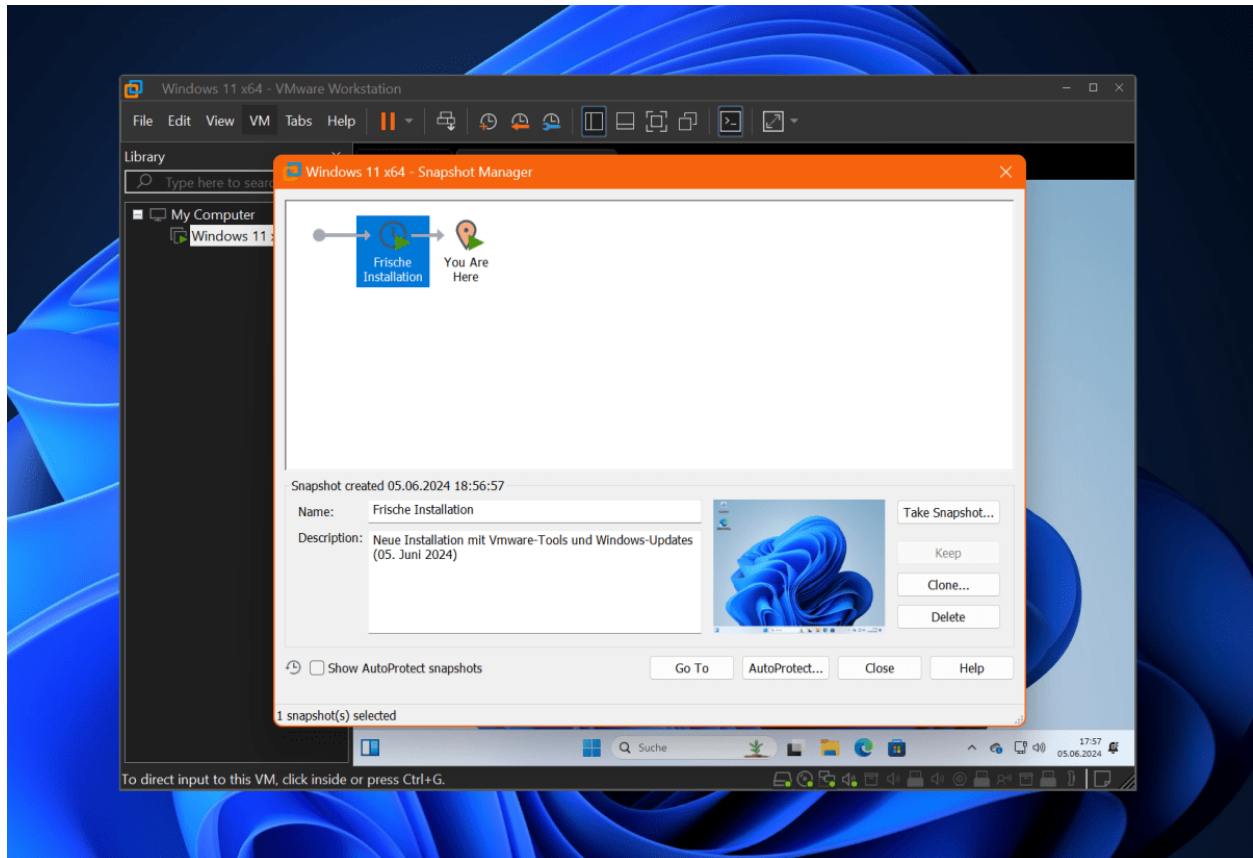 Windows 11 x64 - VMware Workstation
File Edit View VM Tabs Help
Library
Type here to searc
My Computer
Windows 11 x
Windows 11 x64 - Snapshot Manager
Frische
Installation
You Are
Here
Snapshot created 05.06.2024 18:56:57
Name: Frische Installation
Description: Neue Installation mit Vmware-Tools und Windows-Updates
(05. Juni 2024)
Take Snapshot...
Keep
Clone...
Delete
Show AutoProtect snapshots
Go To
AutoProtect...
Close
Help
1 snapshot(s) selected
Suche
17:57
05.06.2024
To direct input to this VM, click inside or press Ctrl+G.